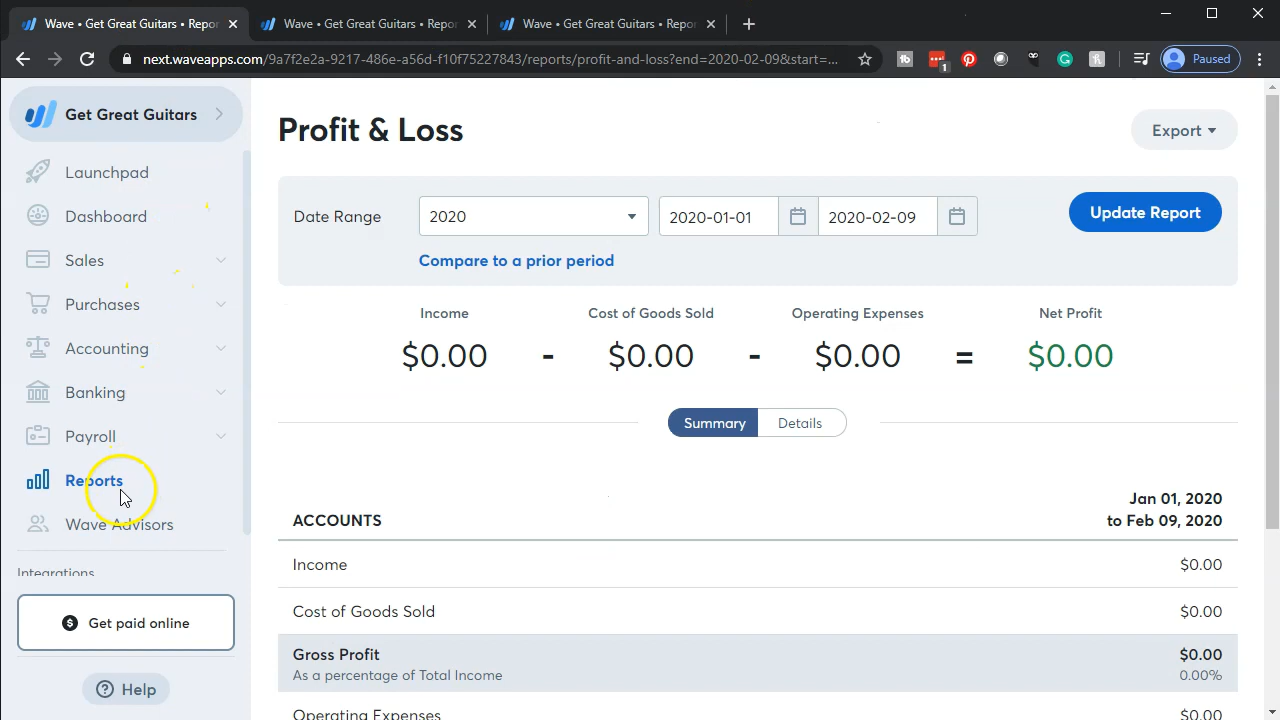 Wave • Get Great Guitars • Repor
Wave • Get Great Guitars • Repor
Wave • Get Great Guitars • Repor
next.waveapps.com/9a7f2e2a-9217-486e-a56d-f10f75227843/reports/profit-and-loss?end=2020-02-09&start=...
1
Paused
Get Great Guitars
Launchpad
Dashboard
Sales
Purchases
Accounting
Banking
Payroll
Reports
Wave Advisors
Integrations
Get paid online
Help
Profit & Loss
Export
Date Range
2020
2020-01-01
2020-02-09
Update Report
Compare to a prior period
Income
Cost of Goods Sold
Operating Expenses
Net Profit
$0.00 - $0.00 - $0.00 = $0.00
Summary
Details
ACCOUNTS
Jan 01, 2020
to Feb 09, 2020
Income $0.00
Cost of Goods Sold $0.00
Gross Profit $0.00
As a percentage of Total Income 0.00%
Operating Expenses $0.00